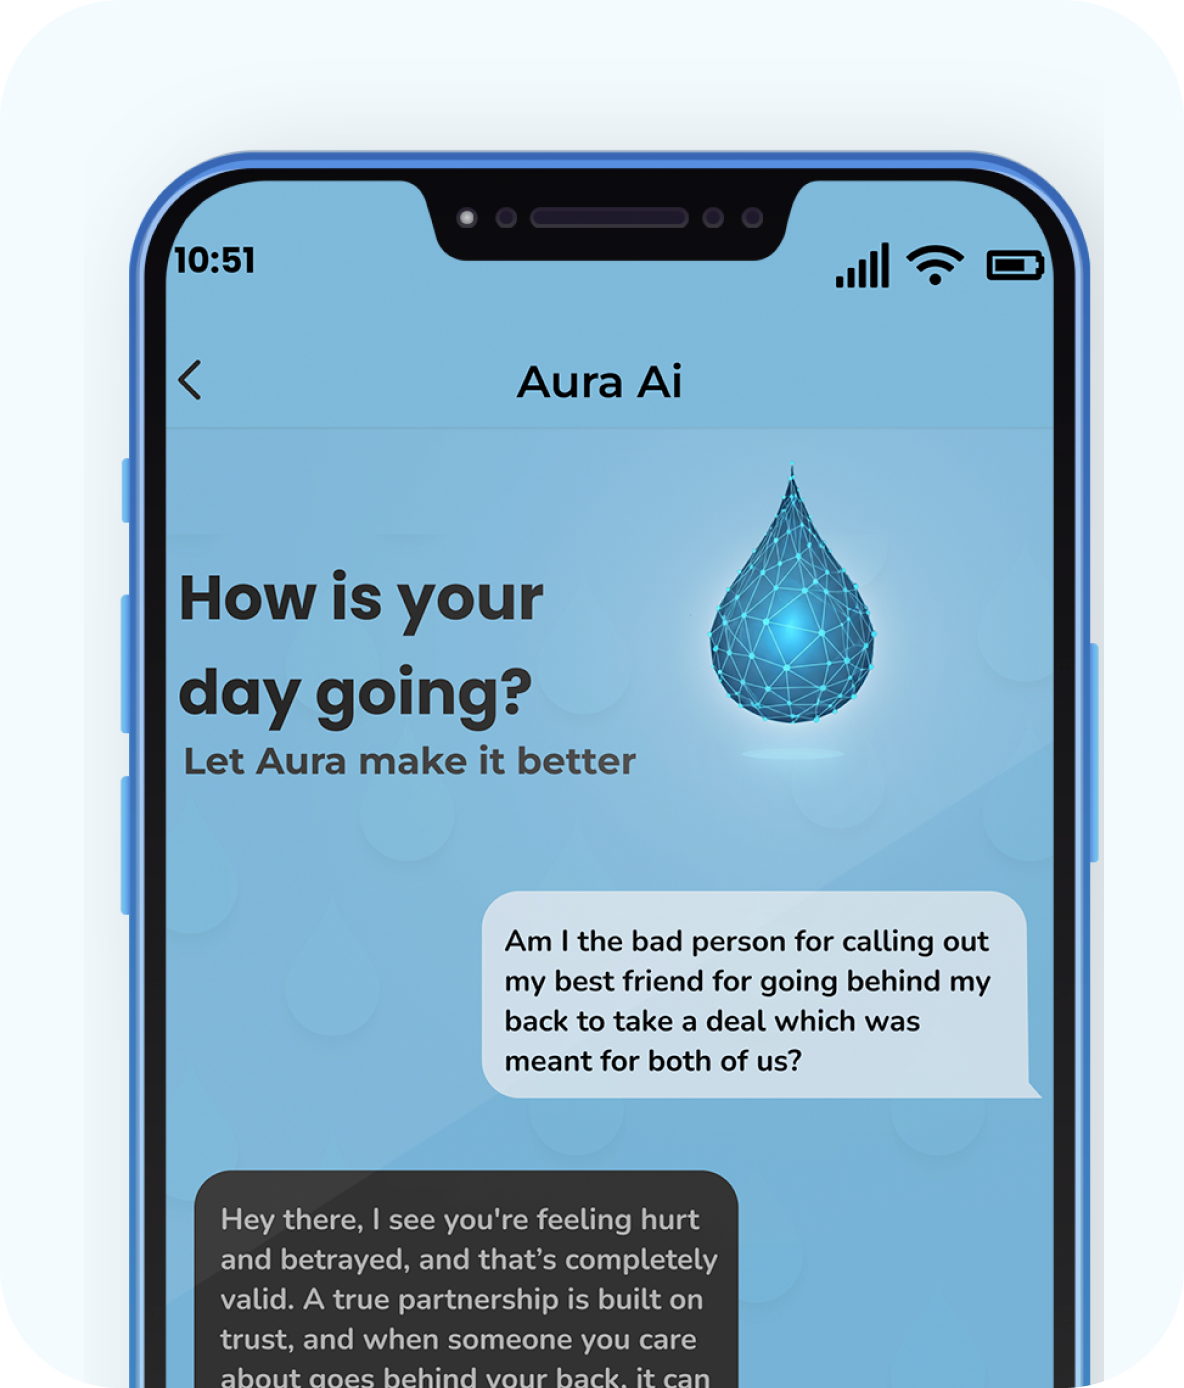 10:51
Aura Ai
How is your
day going?
Let Aura make it better
Am I the bad person for calling out
my best friend for going behind my
back to take a deal which was
meant for both of us?
Hey there, I see you're feeling hurt
and betrayed, and that’s completely
valid. A true partnership is built on
trust, and when someone you care
about goes behind your back, it can